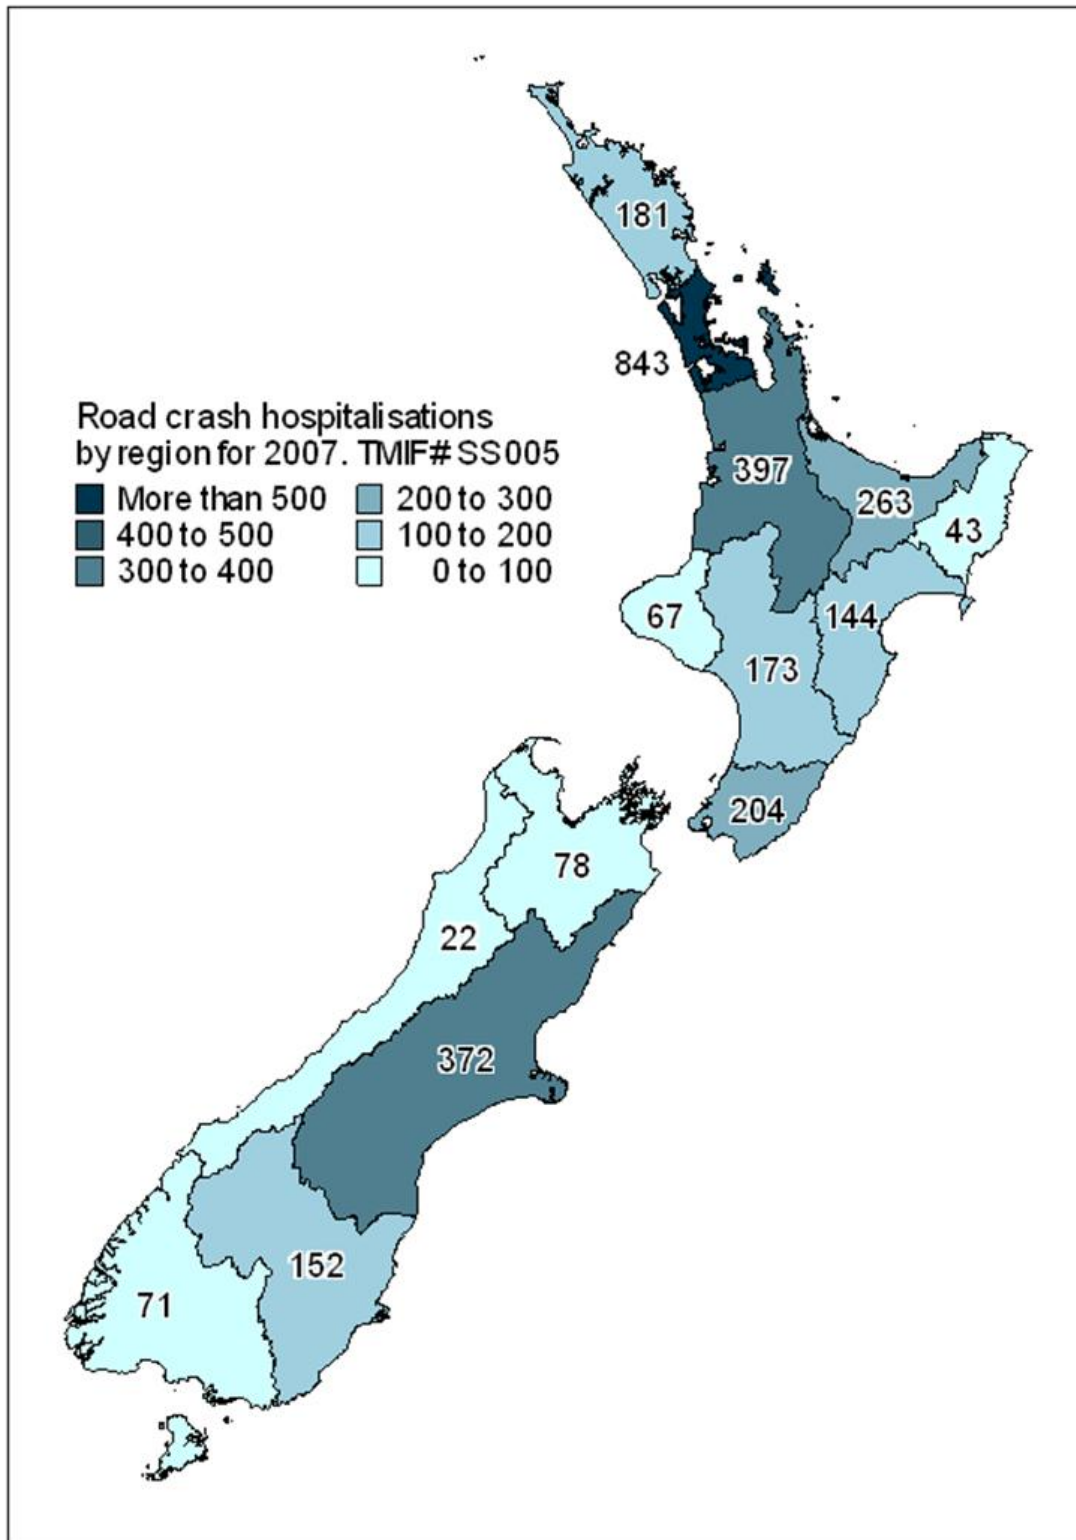 181
843
Road crash hospitalisations
by region for 2007. TMIF# SS005
More than 500
200 to 300
400 to 500
100 to 200
300 to 400
0 to 100
397
263
43
67
144
173
204
78
22
372
152
71